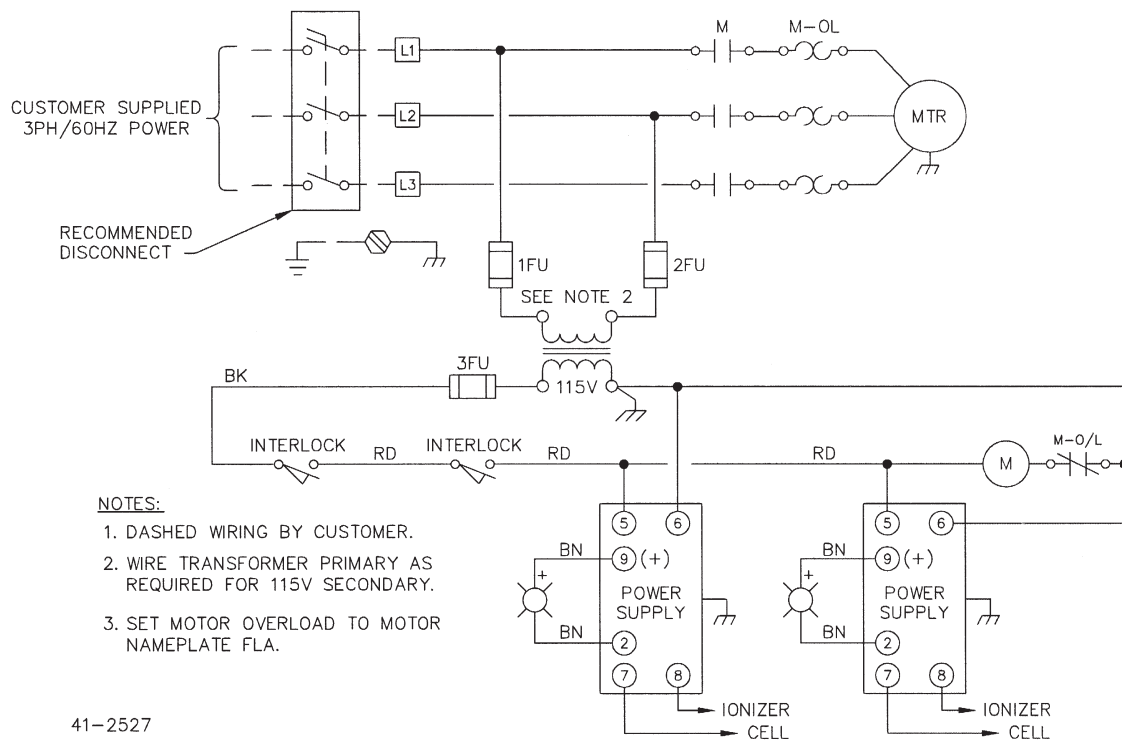 M
M-OL
L1
CUSTOMER SUPPLIED
3PH/60HZ POWER
L2
MTR
L3
RECOMMENDED
DISCONNECT
1FU
2FU
SEE NOTE 2
3FU
BK
115V
INTERLOCK
RD
INTERLOCK
RD
RD
M
M-O/L
NOTES:
1. DASHED WIRING BY CUSTOMER.
2. WIRE TRANSFORMER PRIMARY AS
REQUIRED FOR 115V SECONDARY.
3. SET MOTOR OVERLOAD TO MOTOR
NAMEPLATE FLA.
5
6
BN
9
(+)
+
POWER
SUPPLY
BN
2
7
8
IONIZER
CELL
5
6
BN
9
(+)
+
POWER
SUPPLY
BN
2
7
8
IONIZER
CELL
41-2527